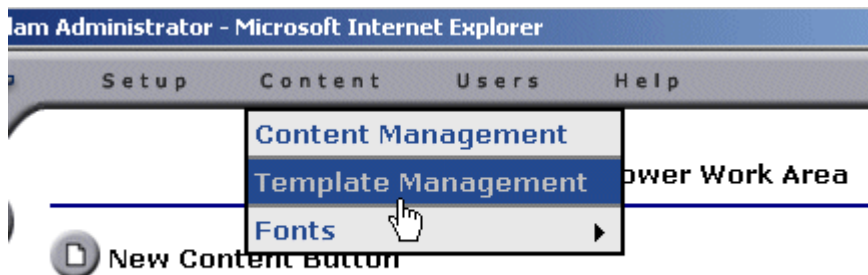 lam Administrator - Microsoft Internet Explorer
Setup Content Users Help
Content Management
Template Management
ower Work Area
Fonts
New Content Button